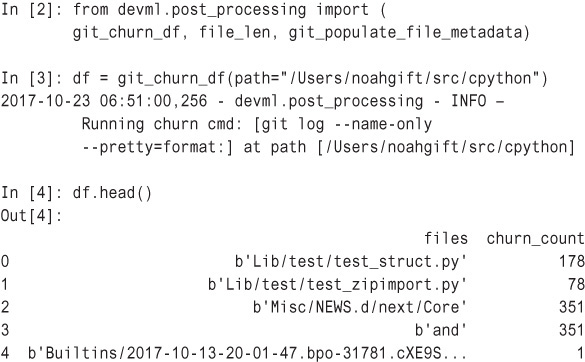 In [2]: from devml.post_processing import (
        git_churn_df, file_len, git_populate_file_metadata)
In [3]: df = git_churn_df(path="/Users/noahgift/src/cpython")
2017-10-23 06:51:00,256 - devml.post_processing - INFO –
        Running churn cmd: [git log --name-only
        --pretty=format:] at path [/Users/noahgift/src/cpython]
In [4]: df.head()
Out[4]:
files churn_count
0 b'Lib/test/test_struct.py' 178
1 b'Lib/test/test_zipimport.py' 78
2 b'Misc/NEWS.d/next/Core' 351
3 b'and' 351
4 b'Builtins/2017-10-13-20-01-47.bpo-31781.cXE9S... 1